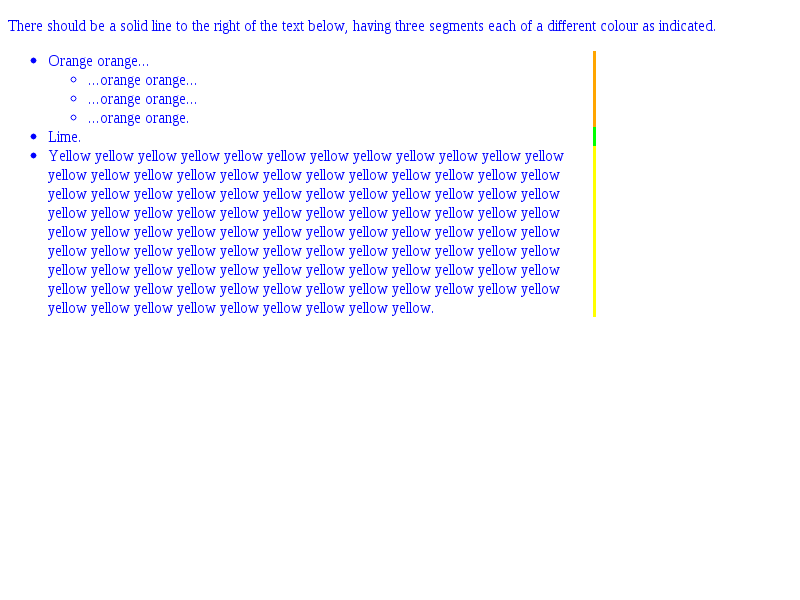 There should be a solid line to the right of the text below, having three segments each of a different colour as indicated.
Orange orange...
...orange orange...
...orange orange...
...orange orange.
Lime.
Yellow yellow yellow yellow yellow yellow yellow yellow yellow yellow yellow yellow
yellow yellow yellow yellow yellow yellow yellow yellow yellow yellow yellow yellow
yellow yellow yellow yellow yellow yellow yellow yellow yellow yellow yellow yellow
yellow yellow yellow yellow yellow yellow yellow yellow yellow yellow yellow yellow
yellow yellow yellow yellow yellow yellow yellow yellow yellow yellow yellow yellow
yellow yellow yellow yellow yellow yellow yellow yellow yellow yellow yellow yellow
yellow yellow yellow yellow yellow yellow yellow yellow yellow yellow yellow yellow
yellow yellow yellow yellow yellow yellow yellow yellow yellow yellow yellow yellow
yellow yellow yellow yellow yellow yellow yellow yellow yellow.